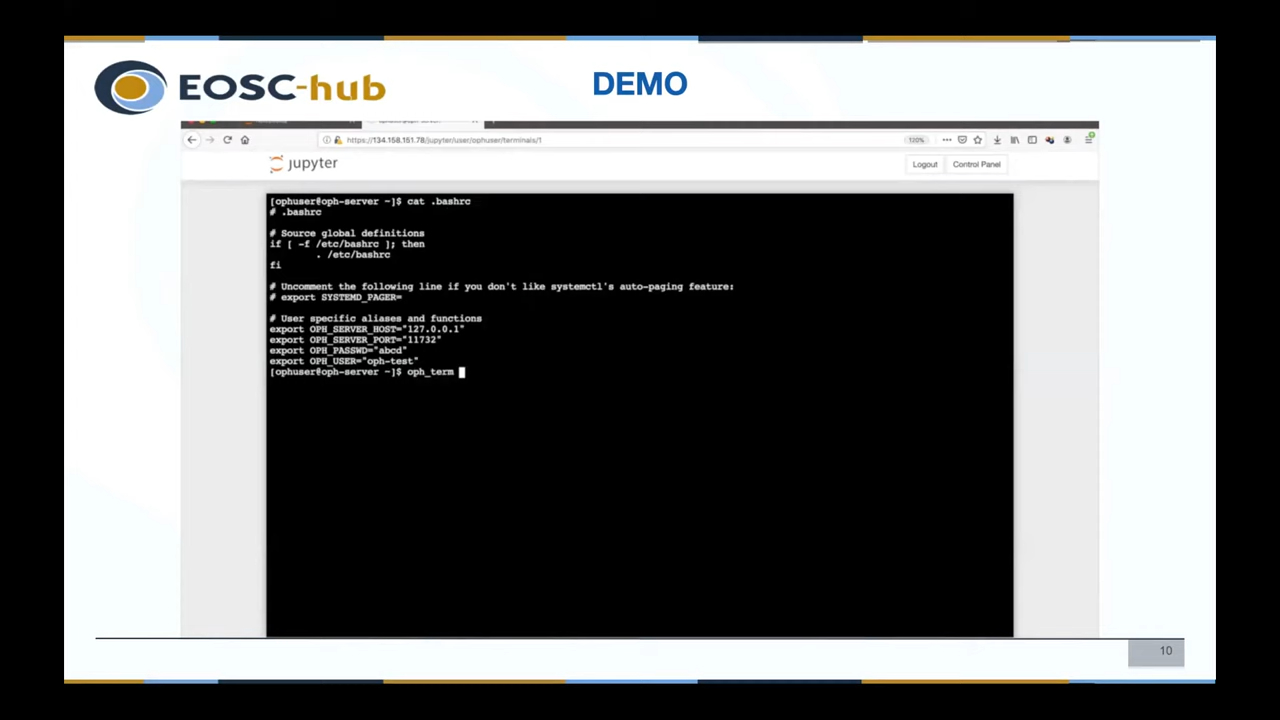 EOSC-hub
DEMO
https://134.158.151.78/jupyter/user/ophuser/terminals/1
120%
jupyter
Logout
Control Panel
[ophuser@oph-server ~]$ cat .bashrc
# .bashrc
# Source global definitions
if [ -f /etc/bashrc ]; then
. /etc/bashrc
fi
# Uncomment the following line if you don't like systemctl's auto-paging feature:
# export SYSTEMD_PAGER=
# User specific aliases and functions
export OPH_SERVER_HOST="127.0.0.1"
export OPH_SERVER_PORT="11732"
export OPH_PASSWD="abcd"
export OPH_USER="oph-test"
[ophuser@oph-server ~]$ oph_term
10